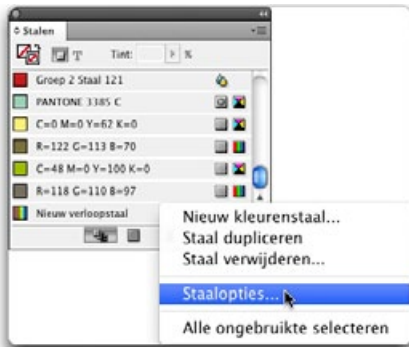 Stalen
T Tint: %
Groep 2 Staal 121
PANTONE 3385 C
C=0 M=0 Y=62 K=0
R=122 G=113 B=70
C=48 M=0 Y=100 K=0
R=118 G=110 B=97
Nieuw verloopstaal
Nieuw kleurenstaal...
Staal dupliceren
Staal verwijderen...
Staalopties...
Alle ongebruikte selecteren